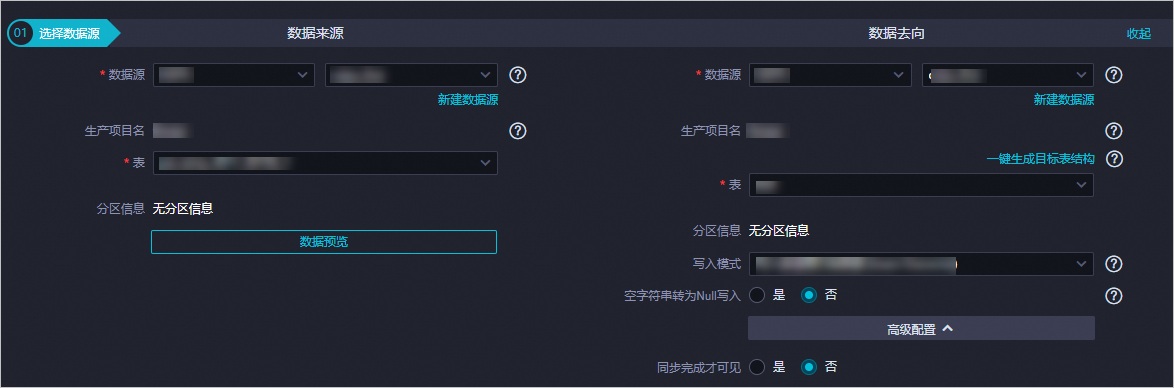 01 选择数据源
数据来源
数据去向
收起
* 数据源
新建数据源
生产项目名
* 表
分区信息 无分区信息
数据预览
* 数据源
新建数据源
生产项目名
一键生成目标表结构
* 表
分区信息 无分区信息
写入模式
空字符串转为Null写入 是 否
高级配置
同步完成才可见 是 否